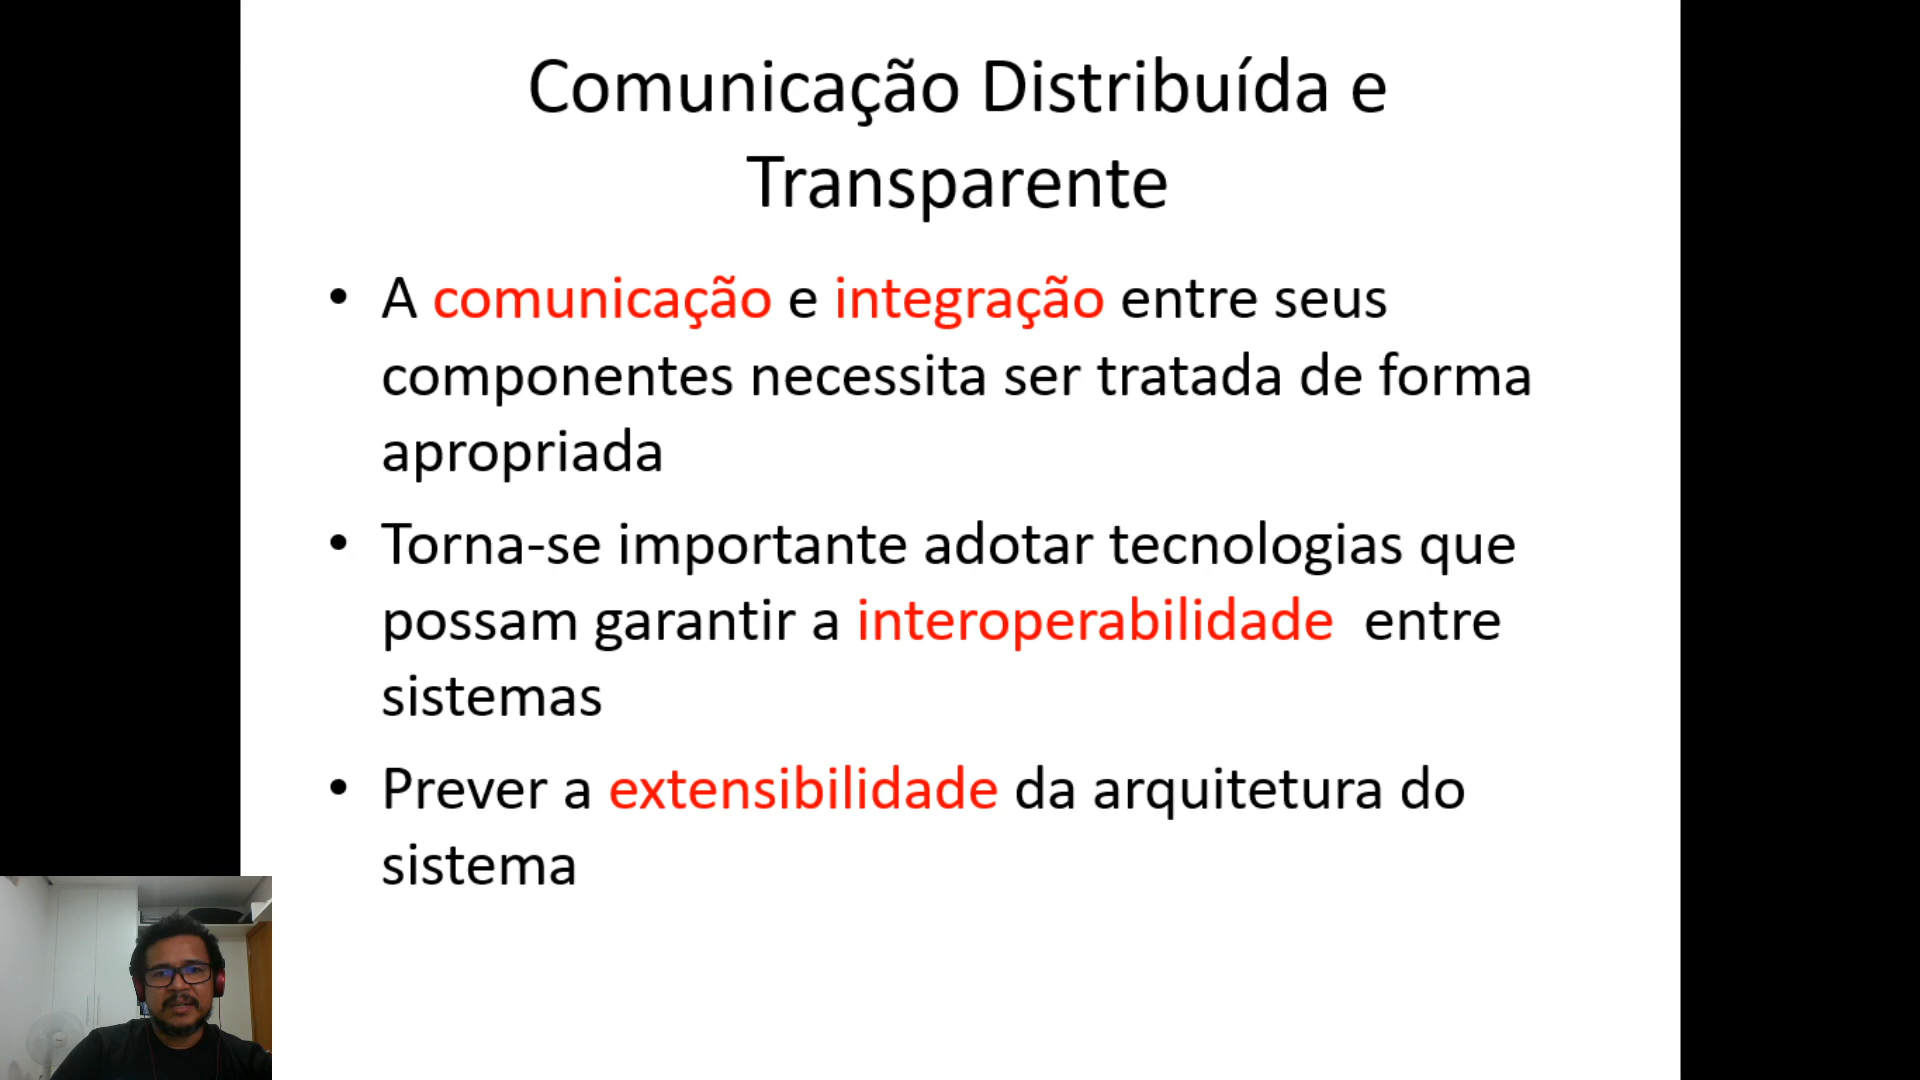 Comunicação Distribuída e
Transparente
• A comunicação e integração entre seus
componentes necessita ser tratada de forma
apropriada
• Torna-se importante adotar tecnologias que
possam garantir a interoperabilidade entre
sistemas
• Prever a extensibilidade da arquitetura do
sistema